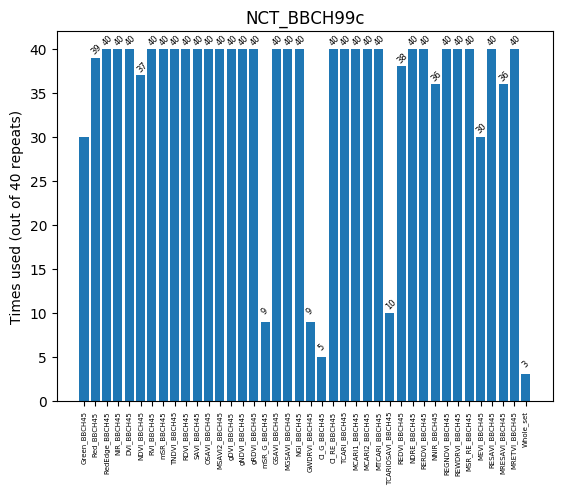 NCT_BBCH99c
Times used (out of 40 repeats)
40
35
30
25
20
15
10
5
0
39
40
40
40
37
40
40
40
40
40
40
40
40
40
40
9
40
40
40
9
5
40
40
40
40
40
10
38
40
40
36
40
40
40
30
40
36
40
3
Green_BBCH45
Red_BBCH45
RedEdge_BBCH45
NIR_BBCH45
DVI_BBCH45
NDVI_BBCH45
RVI_BBCH45
mSR_BBCH45
TNDVI_BBCH45
RDVI_BBCH45
SAVI_BBCH45
OSAVI_BBCH45
MSAVI2_BBCH45
gDVI_BBCH45
gNDVI_BBCH45
gRDVI_BBCH45
mSR_G_BBCH45
GSAVI_BBCH45
MGSAVI_BBCH45
NGI_BBCH45
GWDRVI_BBCH45
CI_G_BBCH45
CI_RE_BBCH45
TCARI_BBCH45
MCARI1_BBCH45
MCARI2_BBCH45
MTCARI_BBCH45
TCARIOSAVI_BBCH45
REDVI_BBCH45
NDRE_BBCH45
RERDVI_BBCH45
NNIR_BBCH45
REGNDVI_BBCH45
REWDRVI_BBCH45
MSR_RE_BBCH45
MEVI_BBCH45
RESAVI_BBCH45
MRESAVI_BBCH45
MRETVI_BBCH45
Whole_set